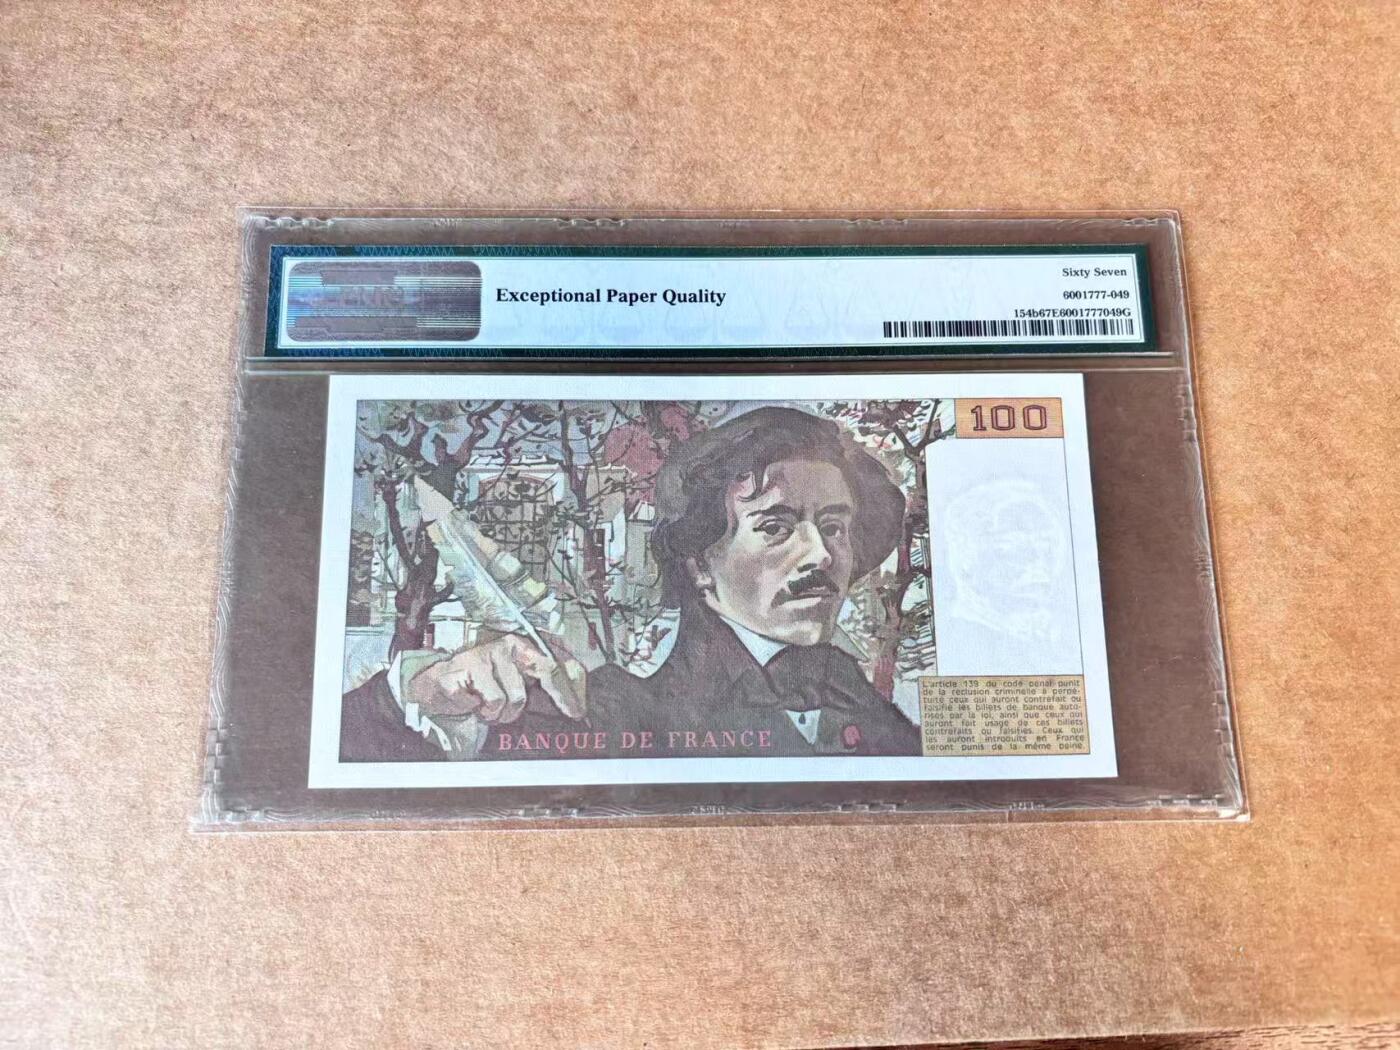 Exceptional Paper Quality
Sixty Seven
6001777-049
154b67E6001777049G
100
L'article 139 du code pénal punit
de la réclusion criminelle à perpé-
tuité ceux qui auront contrefait ou
falsifié les billets de banque auto-
risés par la loi, ainsi que ceux qui
auront fait usage de ces billets
contrefaits ou falsifiés. Ceux qui
les auront introduits en France
seront punis de la même peine.
BANQUE DE FRANCE